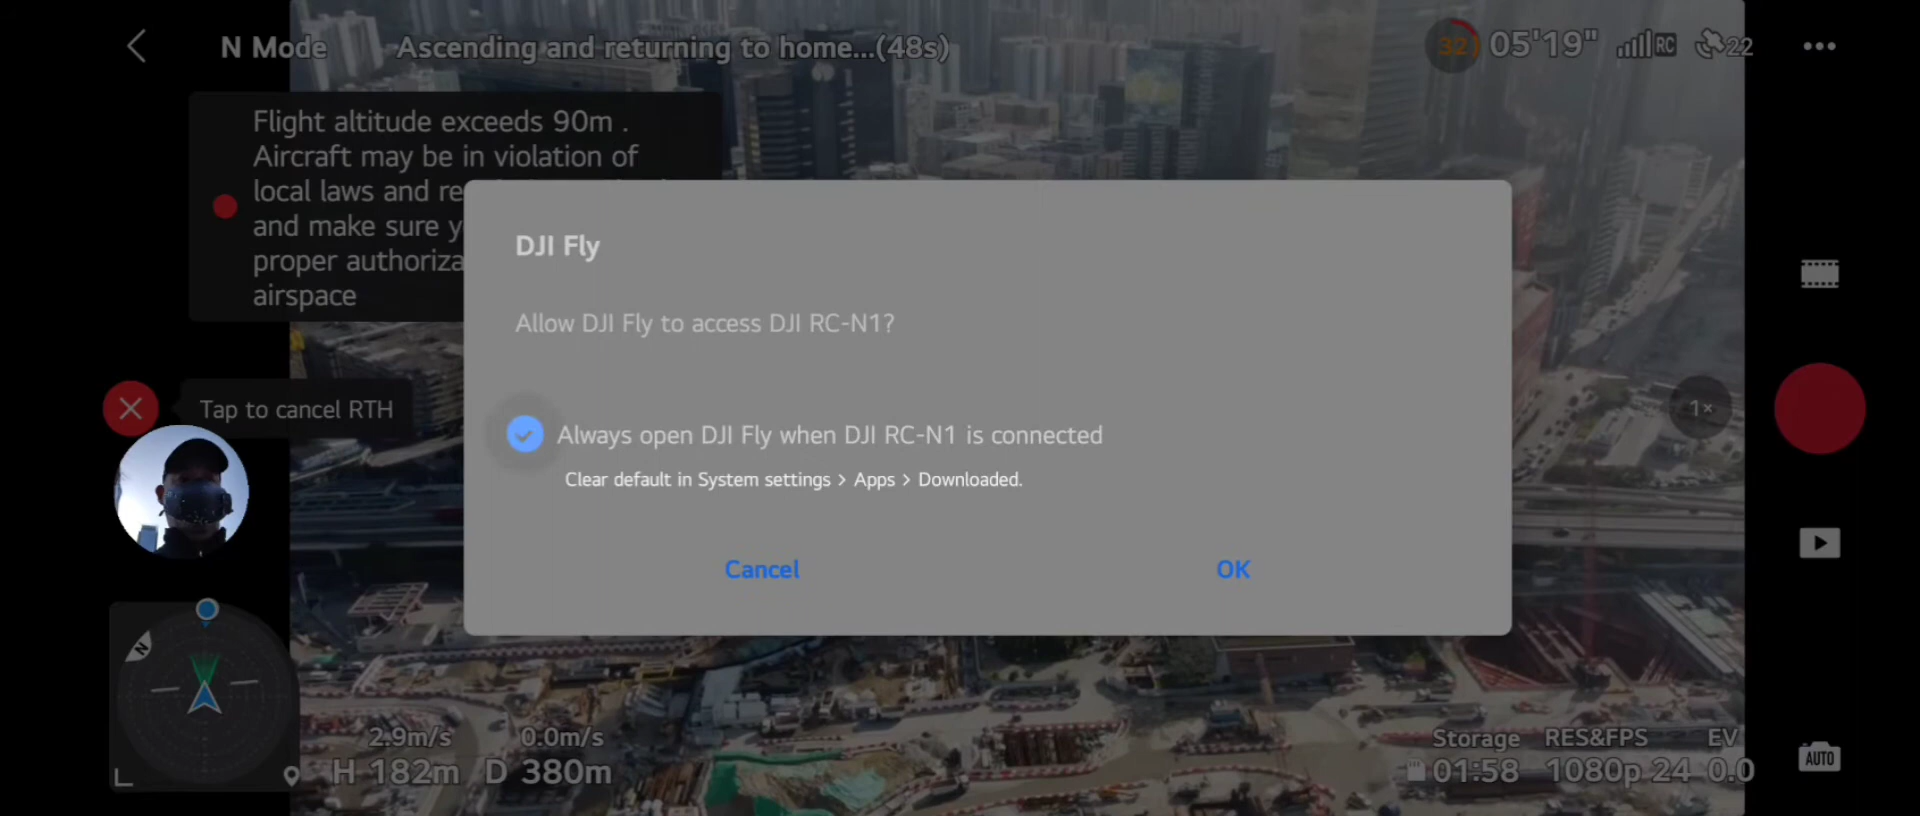 N Mode
Ascending and returning to home...(48s)
32
05'19"
RC
22
Flight altitude exceeds 90m .
Aircraft may be in violation of
local laws and
and make sure
proper
airspace
DJI Fly
Allow DJI Fly to access DJI RC-N1?
Always open DJI Fly when DJI RC-N1 is connected
Clear default in System settings > Apps > Downloaded.
Cancel
OK
Tap to cancel RTH
1×
N
2.9m/s
0.0m/s
H 182m
D 380m
Storage
RES&FPS
EV
01:58
1080p 24
0.0
AUTO